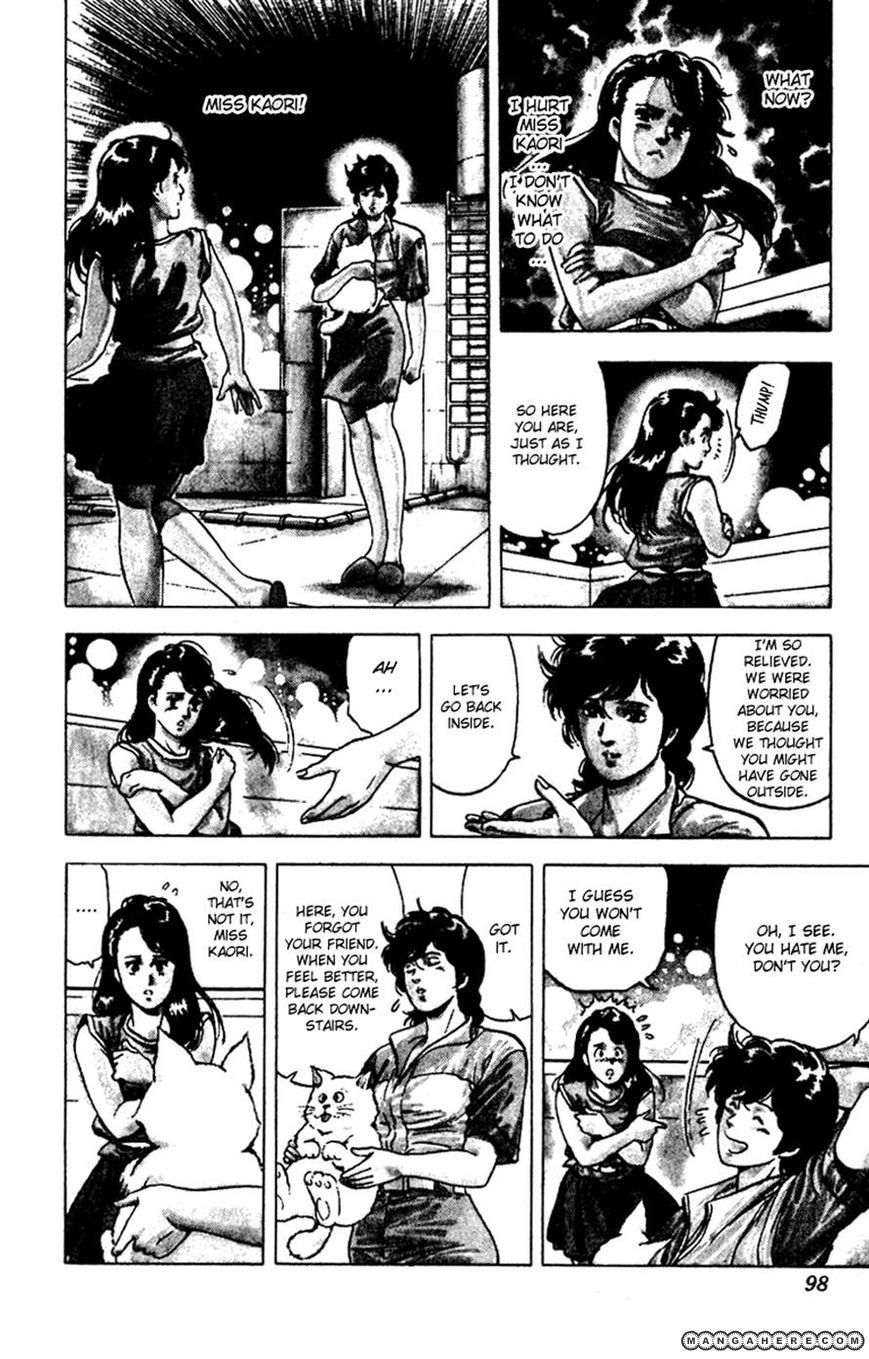 WHAT
NOW?
I HURT
MISS
KAORI
...
I DON'T
KNOW
WHAT
TO DO
...
THUMP!
SO HERE
YOU ARE,
JUST AS I
THOUGHT.
MISS KAORI!
I'M SO
RELIEVED.
WE WERE
WORRIED
ABOUT YOU,
BECAUSE
WE THOUGHT
YOU MIGHT
HAVE GONE
OUTSIDE.
LET'S
GO BACK
INSIDE.
AH
...
OH, I SEE.
YOU HATE ME,
DON'T YOU?
I GUESS
YOU WON'T
COME
WITH ME.
GOT
IT.
HERE, YOU
FORGOT
YOUR FRIEND.
WHEN YOU
FEEL BETTER,
PLEASE COME
BACK DOWN-
STAIRS.
NO,
THAT'S
NOT IT,
MISS
KAORI.
....
98
MANGAHERE.COM